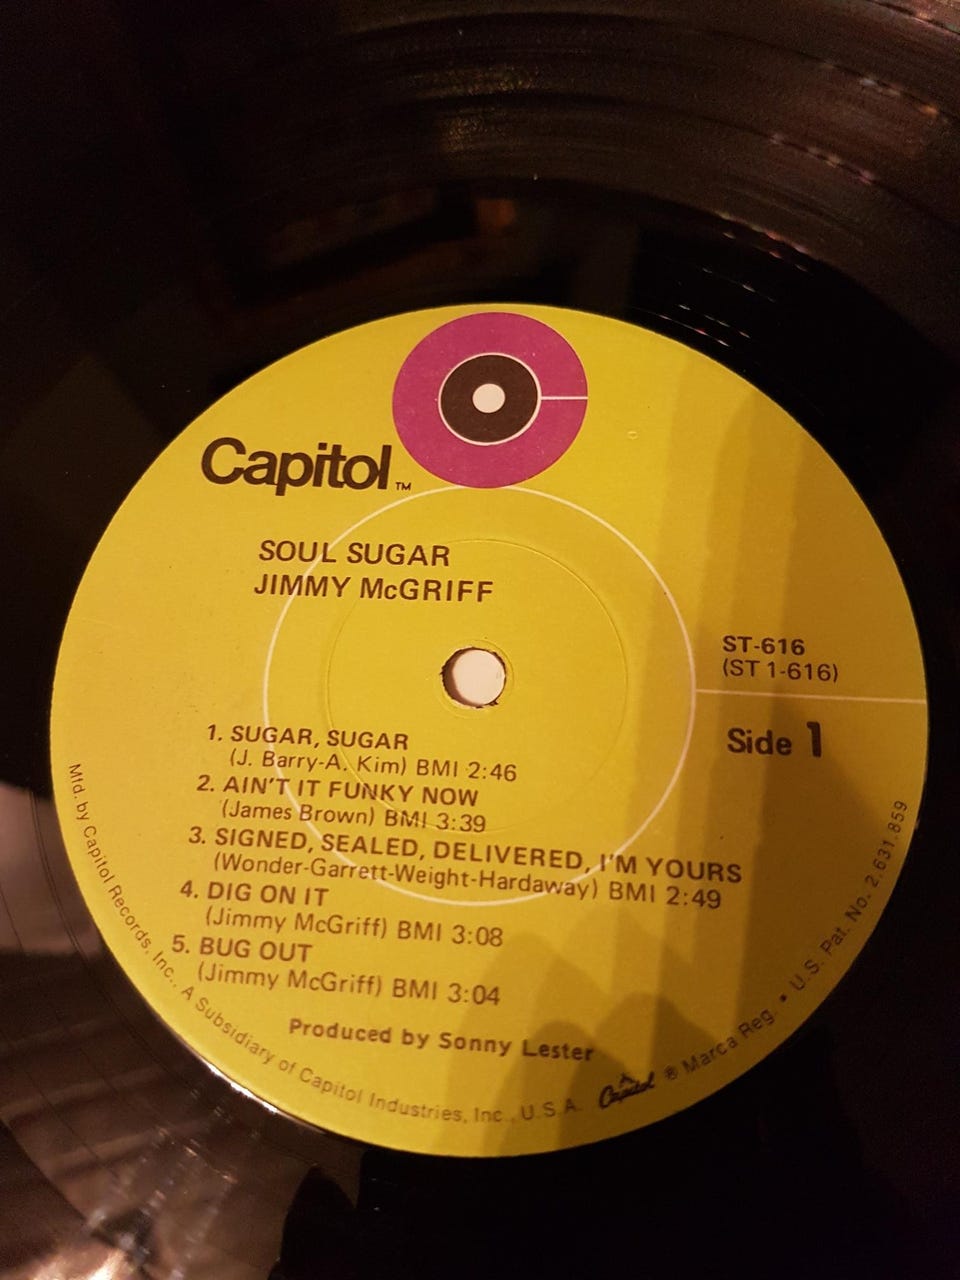 Capitol™
SOUL SUGAR
JIMMY McGRIFF
ST-616
(ST 1-616)
Side 1
1. SUGAR, SUGAR
(J. Barry-A. Kim) BMI 2:46
2. AIN'T IT FUNKY NOW
(James Brown) BMI 3:39
3. SIGNED, SEALED, DELIVERED, I'M YOURS
(Wonder-Garrett-Weight-Hardaway) BMI 2:49
4. DIG ON IT
(Jimmy McGriff) BMI 3:08
5. BUG OUT
(Jimmy McGriff) BMI 3:04
Produced by Sonny Lester
Mfd. by Capitol Records, Inc., A Subsidiary of Capitol Industries, Inc., U.S.A. Capitol ® Marca Reg. • U.S. Pat. No. 2,631,859